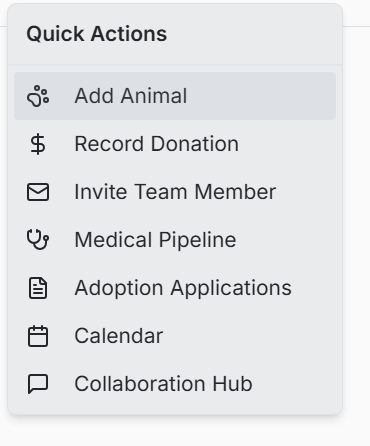 Quick Actions
Add Animal
Record Donation
Invite Team Member
Medical Pipeline
Adoption Applications
Calendar
Collaboration Hub